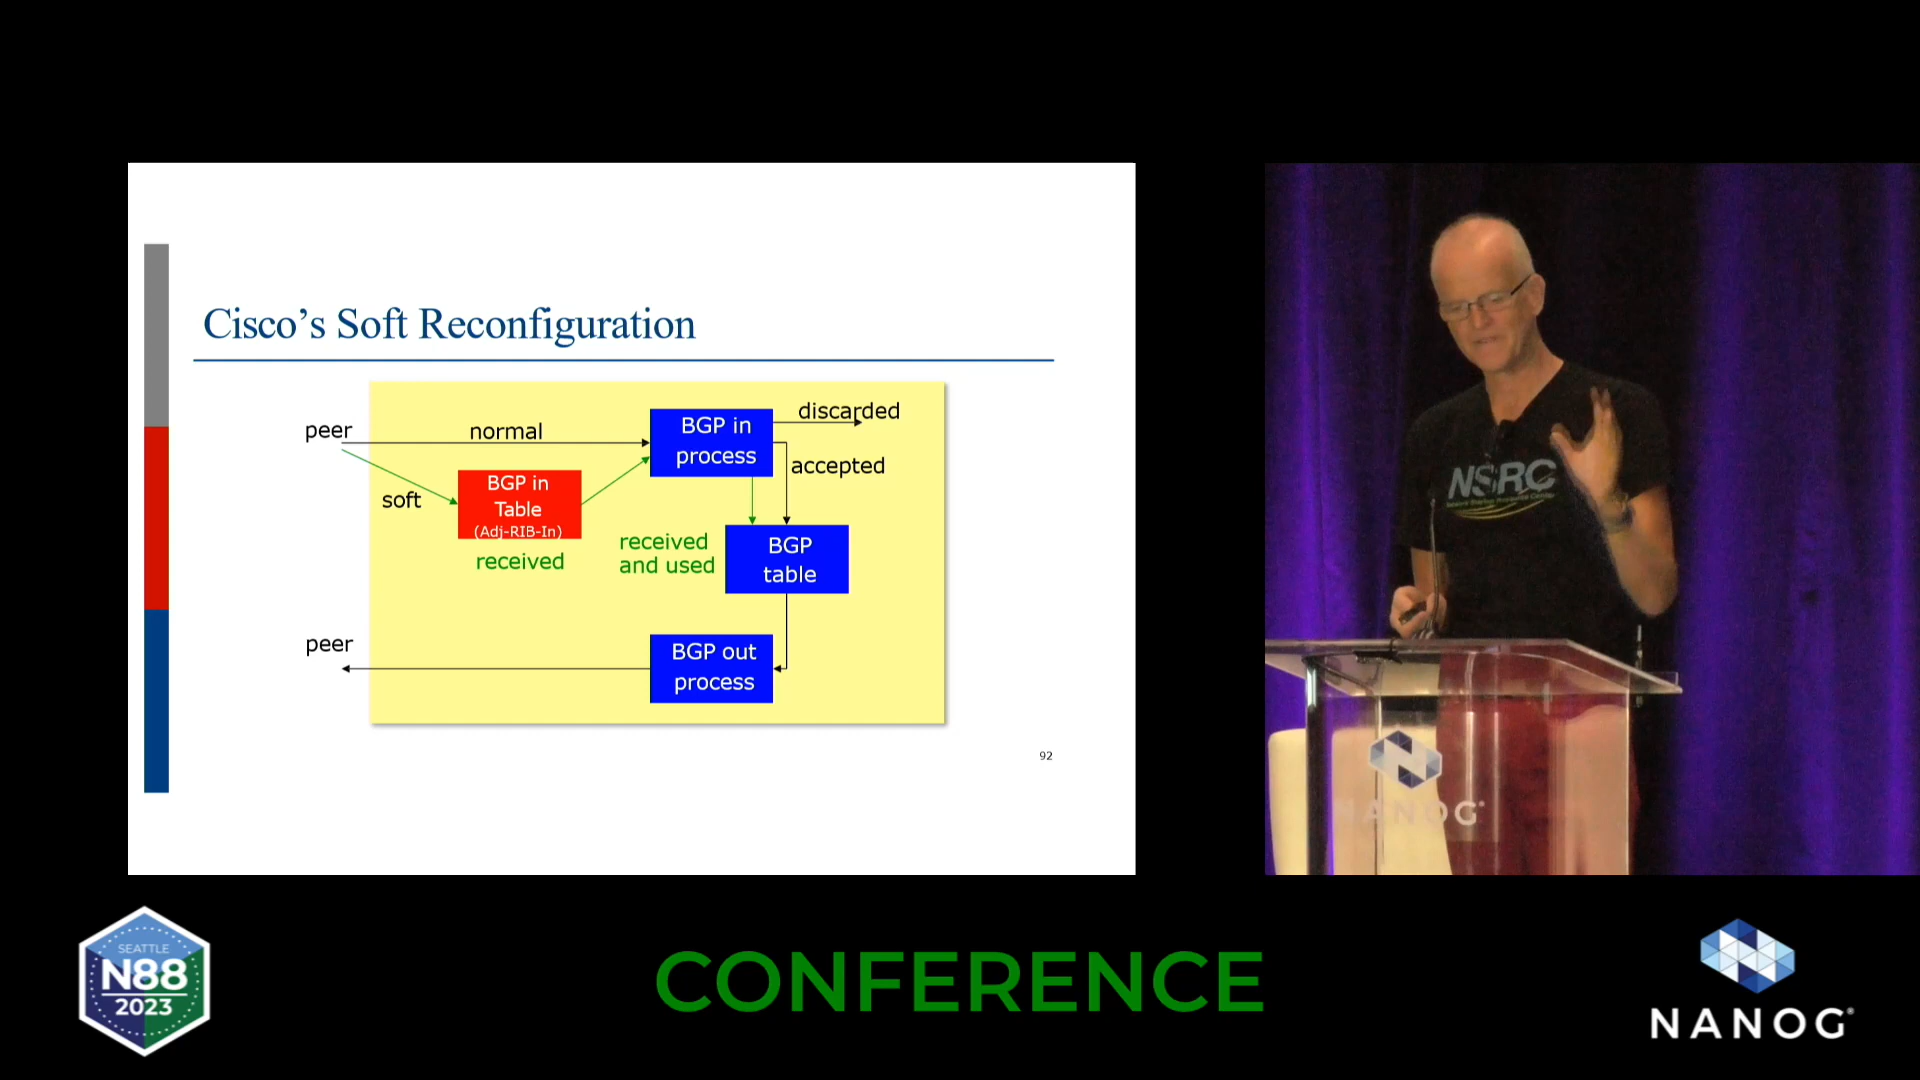 Cisco’s Soft Reconfiguration
peer
normal
BGP in
process
discarded
accepted
soft
BGP in
Table
(Adj-RIB-In)
received
received
and used
BGP
table
peer
BGP out
process
92
NSRC
NANOG
SEATTLE
N88
2023
CONFERENCE
NANOG®